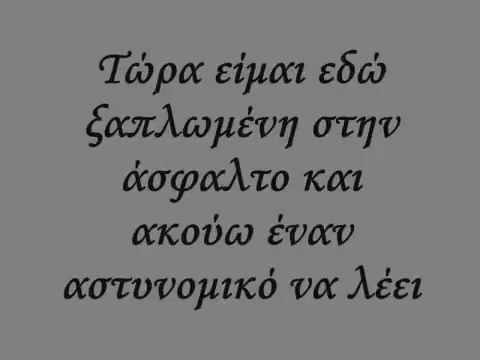 Τώρα είμαι εδώ
ξαπλωμένη στην
άσφαλτο και
ακούω έναν
αστυνομικό να λέει